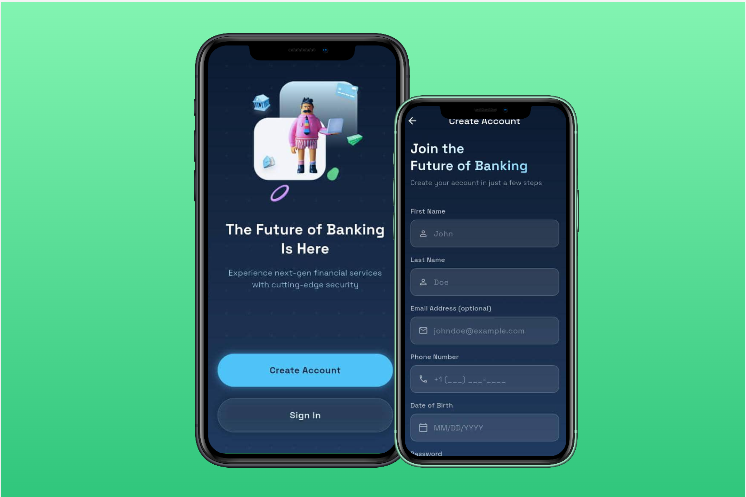 The Future of Banking
Is Here
Experience next-gen financial services
with cutting-edge security
Create Account
Sign In
Create Account
Join the
Future of Banking
Create your account in just a few steps
First Name
John
Last Name
Doe
Email Address (optional)
johndoe@example.com
Phone Number
+1 (___) ___-____
Date of Birth
MM/DD/YYYY
Password